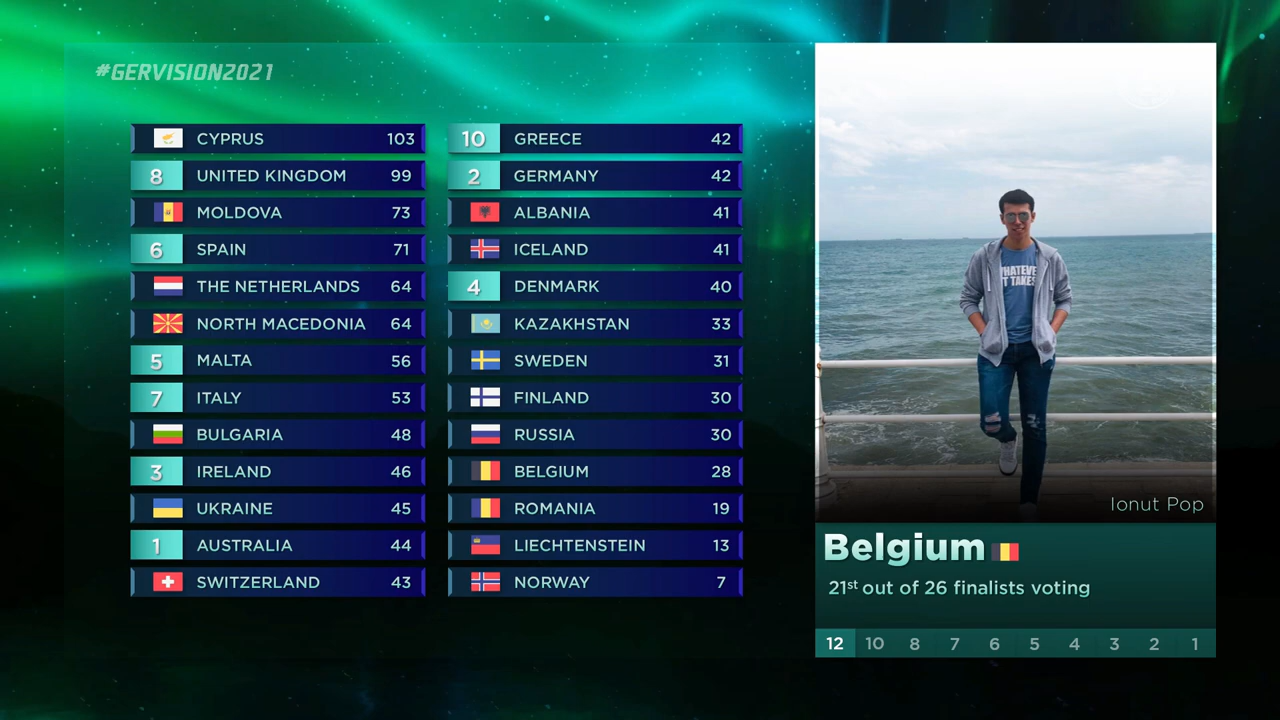 #GERVISION2021
CYPRUS 103
8 UNITED KINGDOM 99
MOLDOVA 73
6 SPAIN 71
THE NETHERLANDS 64
NORTH MACEDONIA 64
5 MALTA 56
7 ITALY 53
BULGARIA 48
3 IRELAND 46
UKRAINE 45
1 AUSTRALIA 44
SWITZERLAND 43
10 GREECE 42
2 GERMANY 42
ALBANIA 41
ICELAND 41
4 DENMARK 40
KAZAKHSTAN 33
SWEDEN 31
FINLAND 30
RUSSIA 30
BELGIUM 28
ROMANIA 19
LIECHTENSTEIN 13
NORWAY 7
WHATEVE
IT TAKES
Ionut Pop
Belgium
21st out of 26 finalists voting
12 10 8 7 6 5 4 3 2 1